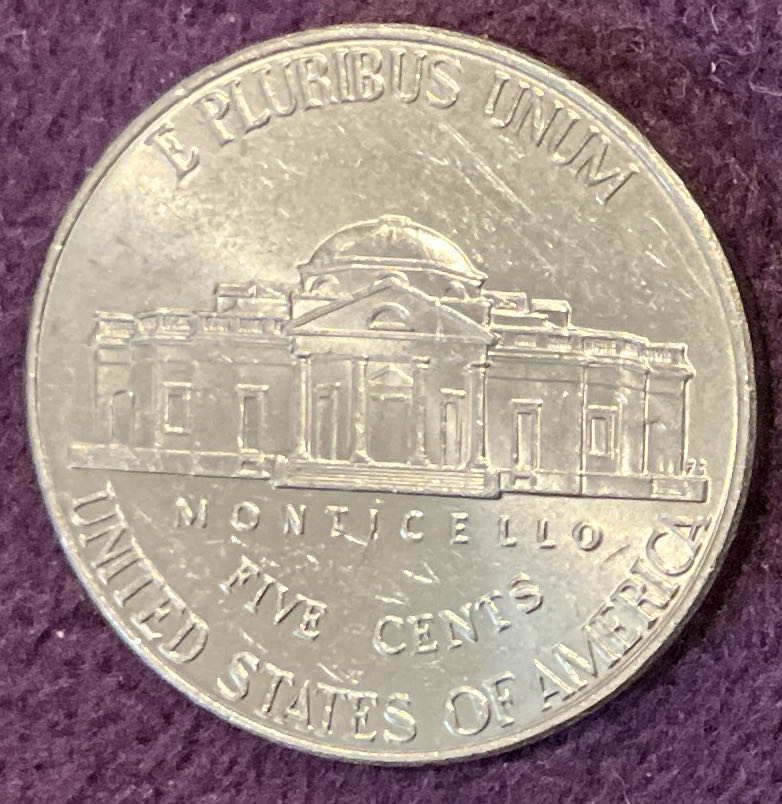 E PLURIBUS UNUM
MONTICELLO
FIVE CENTS
UNITED STATES OF AMERICA